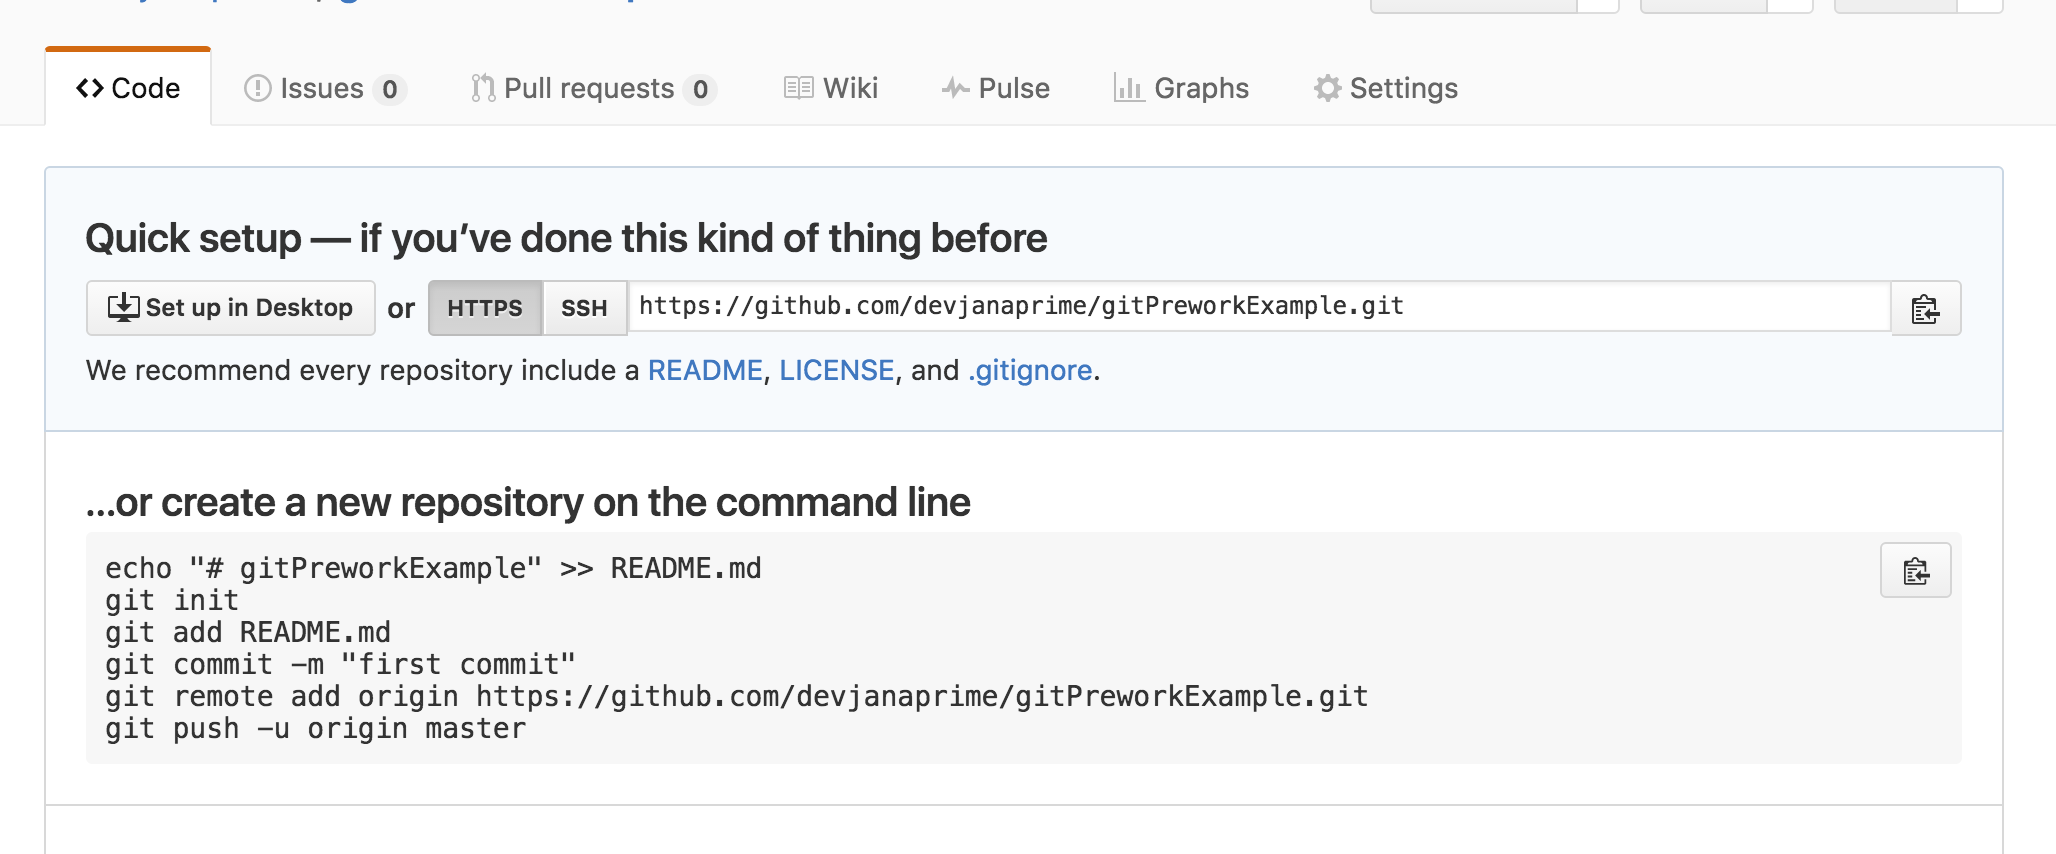 Code Issues 0 Pull requests 0 Wiki Pulse Graphs Settings
Quick setup — if you’ve done this kind of thing before
Set up in Desktop or HTTPS SSH https://github.com/devjanaprime/gitPreworkExample.git
We recommend every repository include a README, LICENSE, and .gitignore.
…or create a new repository on the command line
echo "# gitPreworkExample" >> README.md
git init
git add README.md
git commit -m "first commit"
git remote add origin https://github.com/devjanaprime/gitPreworkExample.git
git push -u origin master